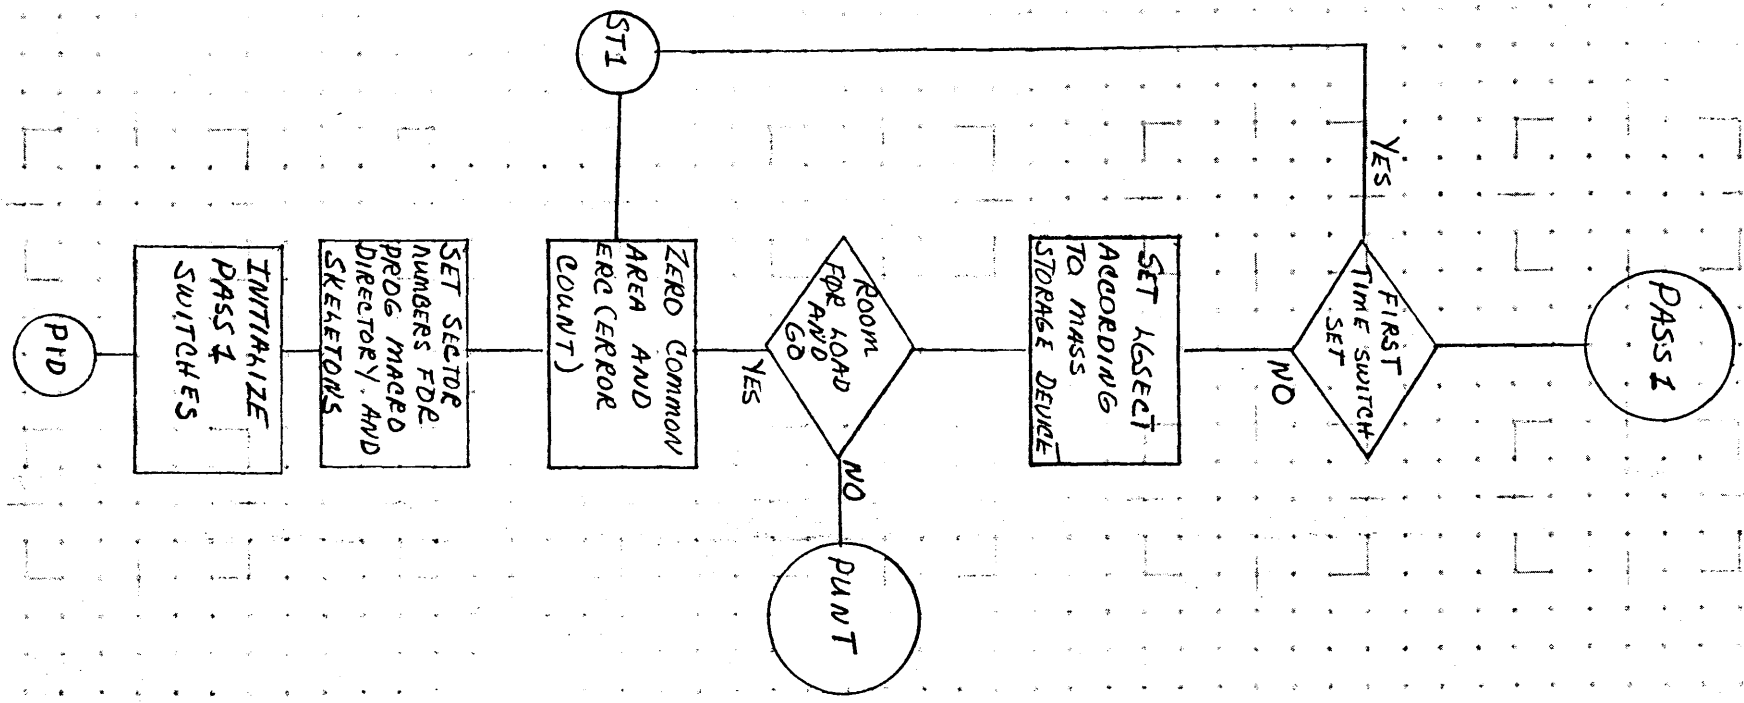 PASS 1
YES
FIRST
TIME SWITCH
SET
NO
SET LGSECT
ACCORDING
TO MASS
STORAGE DEVICE
ROOM
FOR LOAD
AND
GO
NO
PUNT
YES
ZERO COMMON
AREA AND
ERC (ERROR
COUNT)
ST1
SET SECTOR
NUMBERS FOR
PROG MACRO
DIRECTORY. AND
SKELETONS
INITIALIZE
PASS 1
SWITCHES
PID